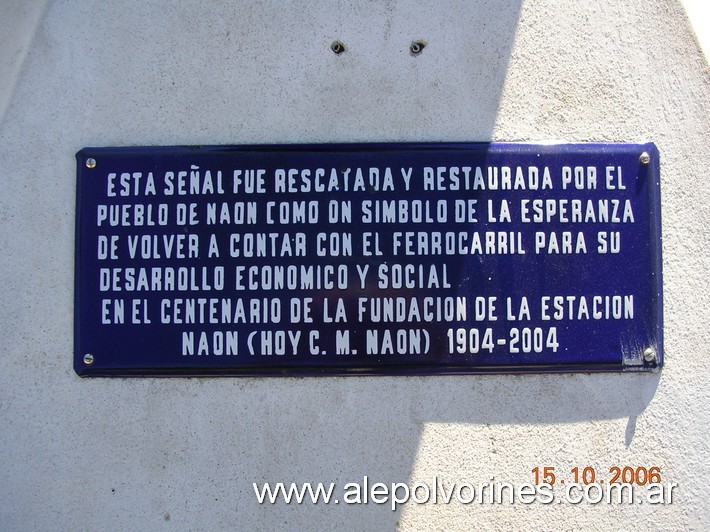 ESTA SEÑAL FUE RESCATADA Y RESTAURADA POR EL
PUEBLO DE NAON COMO UN SIMBOLO DE LA ESPERANZA
DE VOLVER A CONTAR CON EL FERROCARRIL PARA SU
DESARROLLO ECONOMICO Y SOCIAL
EN EL CENTENARIO DE LA FUNDACION DE LA ESTACION
NAON (HOY C. M. NAON) 1904-2004
15.10.2006
www.alepolvorines.com.ar